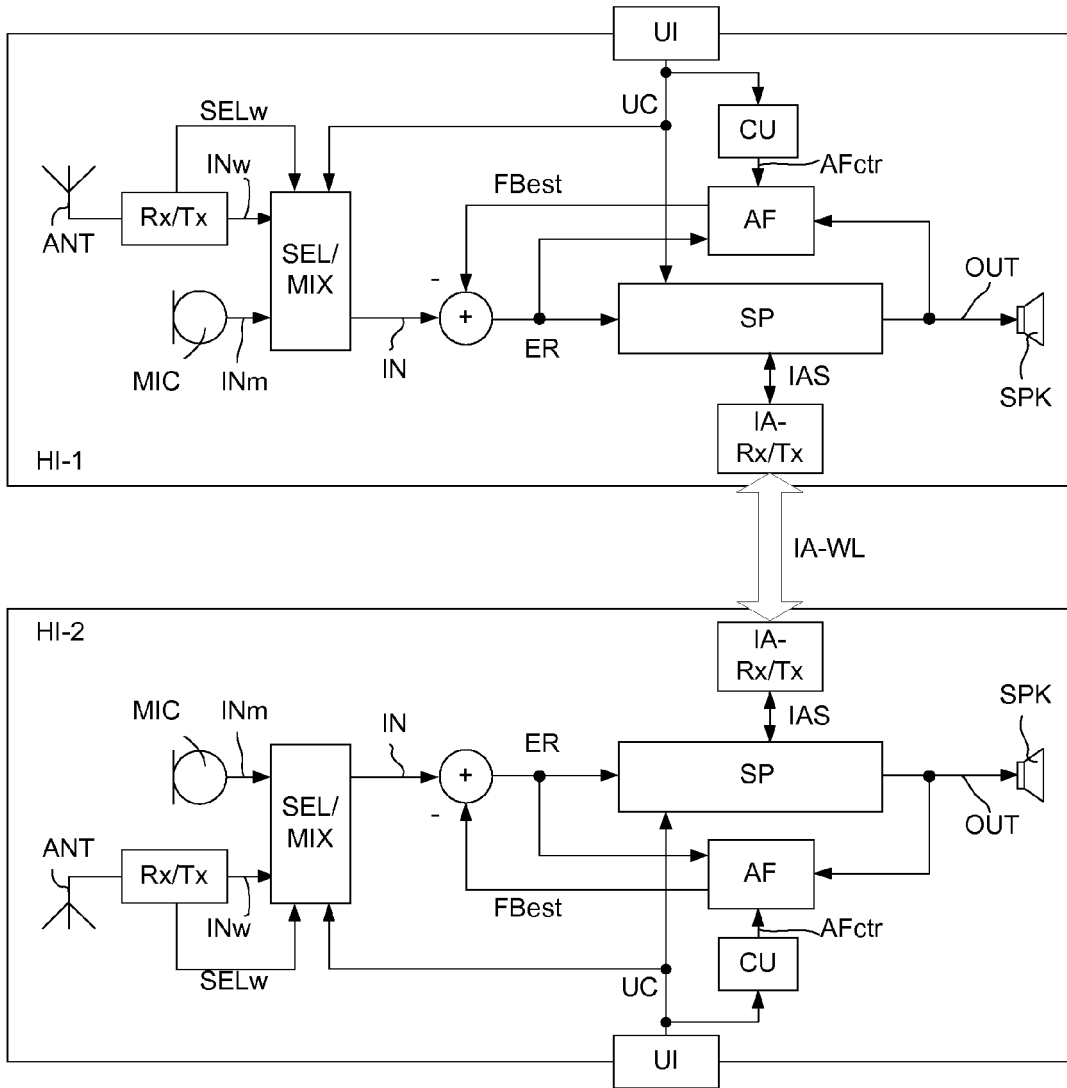 UI
UC
SELw
INw
CU
AFctr
FBest
ANT
Rx/Tx
SEL/
MIX
AF
OUT
-
+
SP
MIC
INm
IN
ER
IAS
SPK
IA-
Rx/Tx
HI-1
IA-WL
HI-2
IA-
Rx/Tx
SPK
MIC
INm
IN
ER
IAS
SEL/
MIX
+
SP
-
OUT
ANT
Rx/Tx
AF
INw
FBest
AFctr
SELw
UC
CU
UI